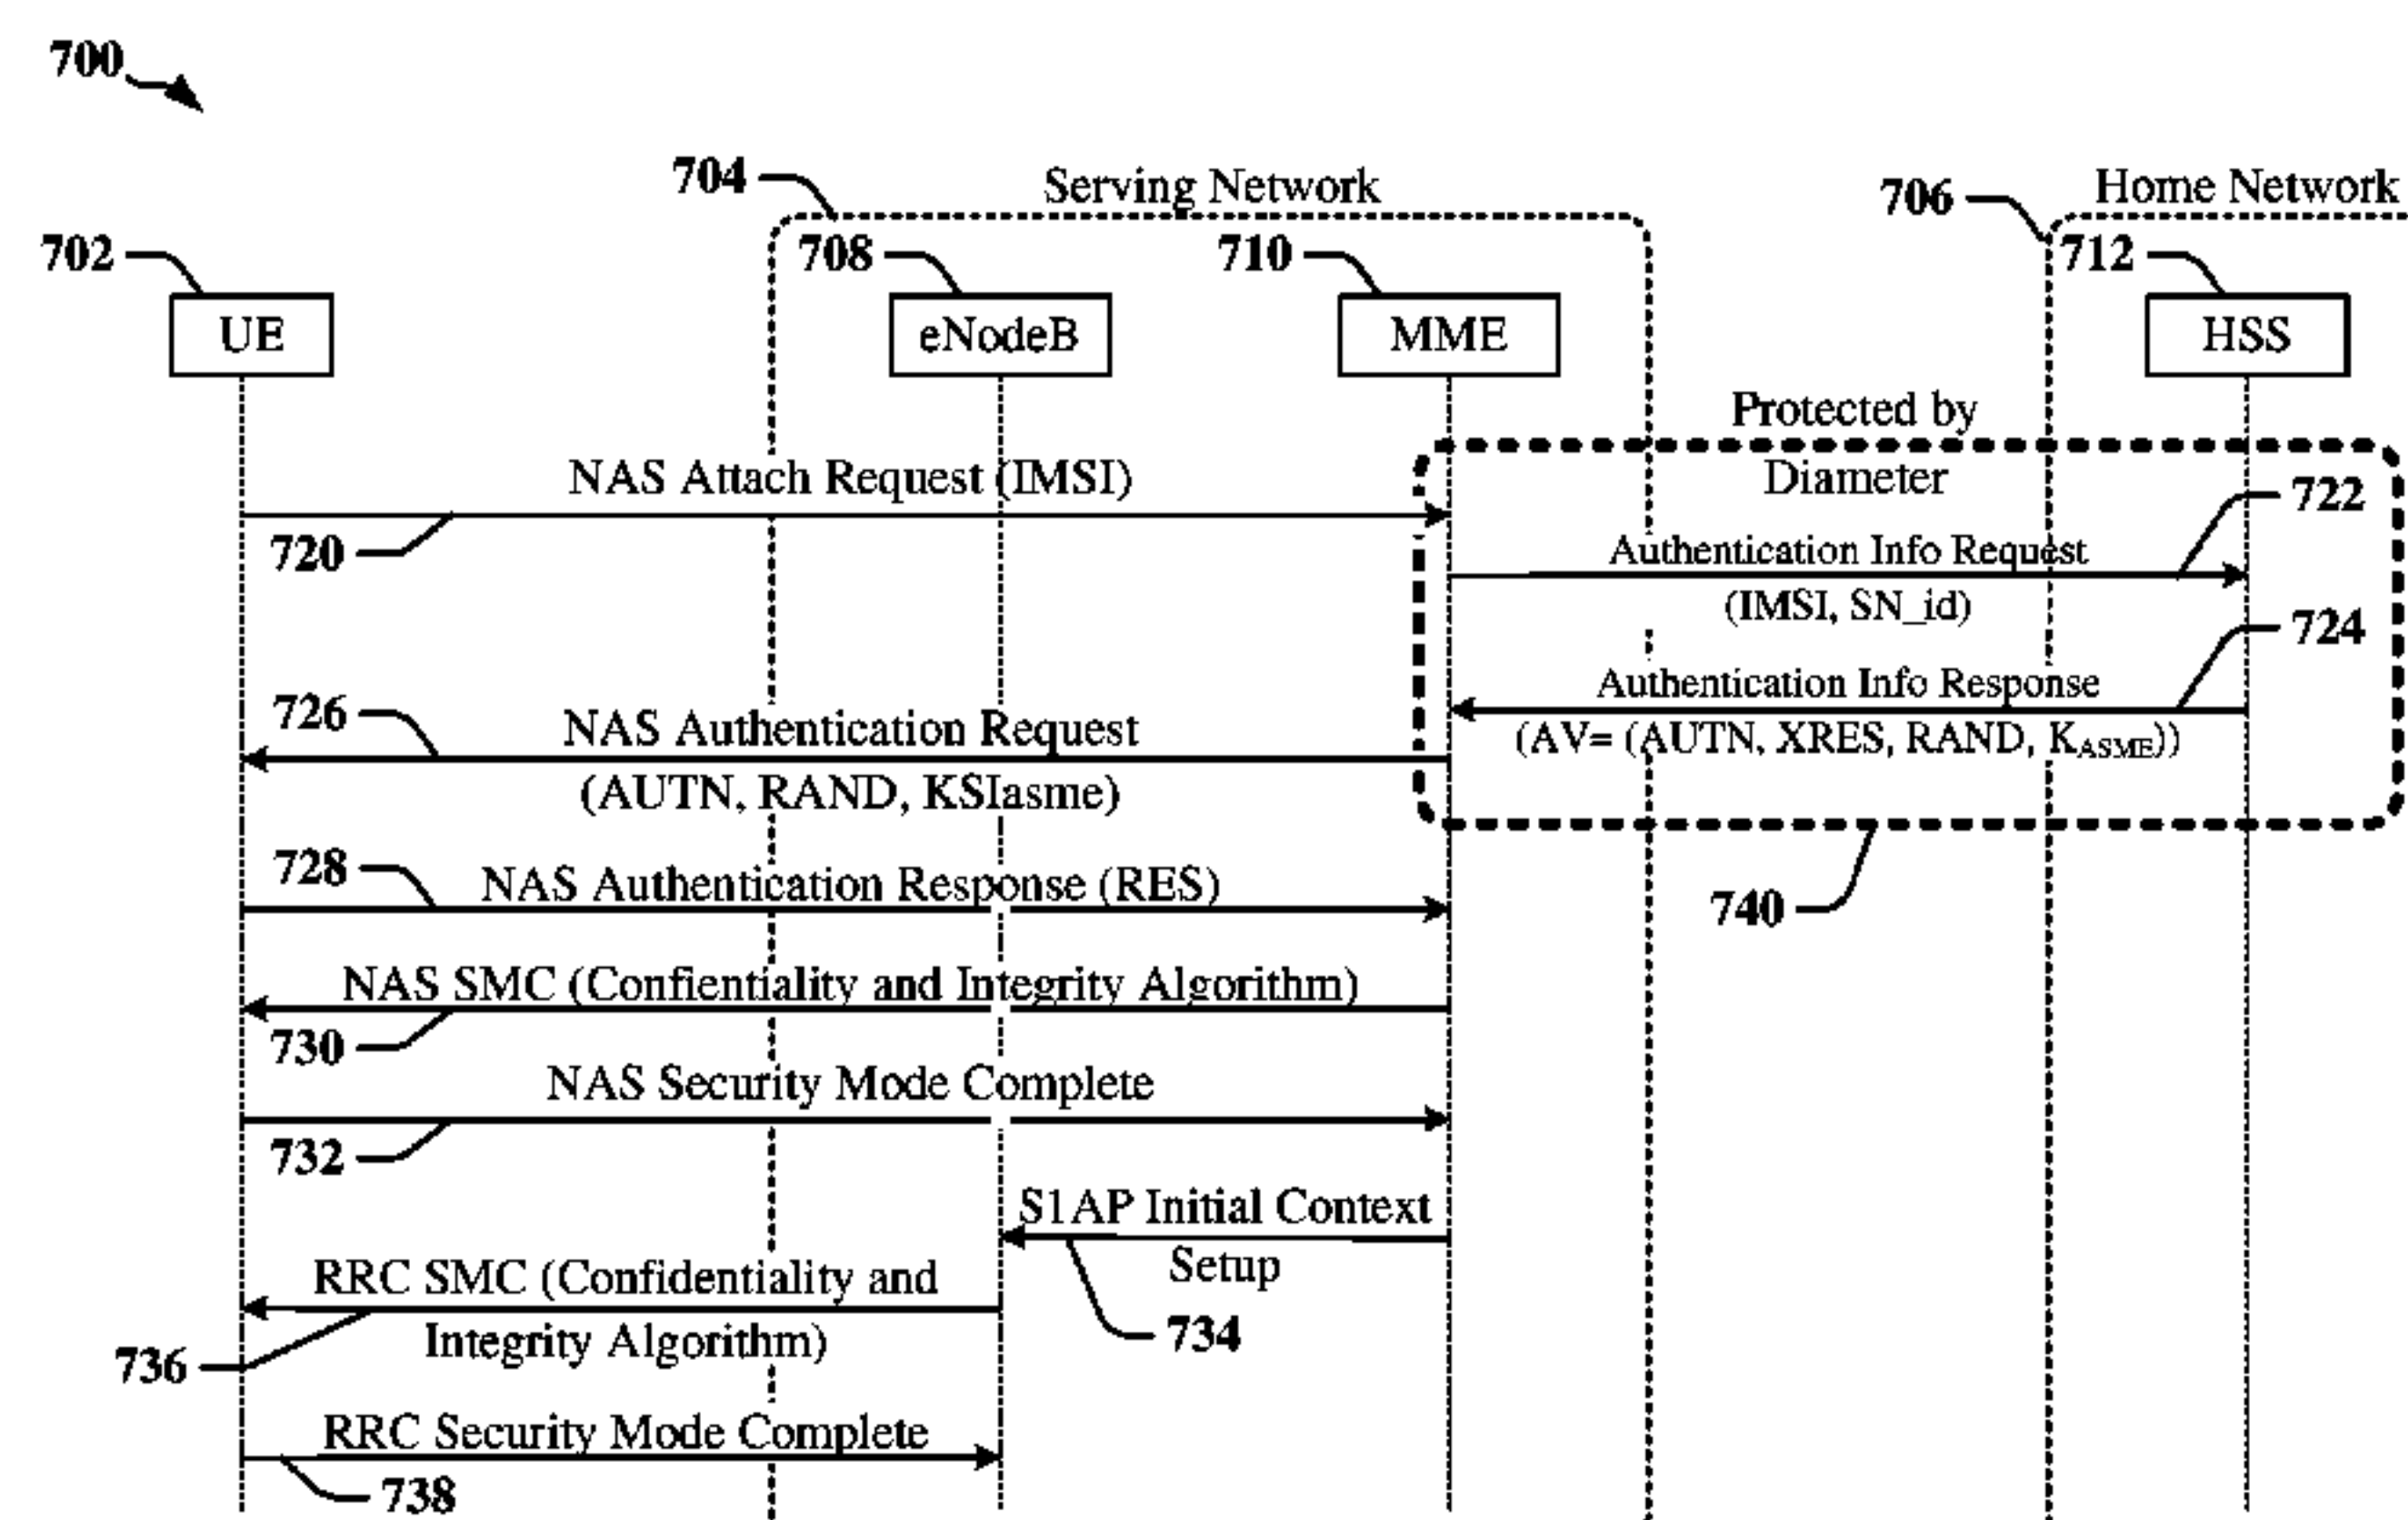 700
704
Serving Network
706
Home Network
702
708
710
712
UE
eNodeB
MME
HSS
Protected by
Diameter
NAS Attach Request (IMSI)
720
722
Authentication Info Request
(IMSI, SN_id)
724
Authentication Info Response
(AV= (AUTN, XRES, RAND, KASME))
726
NAS Authentication Request
(AUTN, RAND, KSIasme)
728
NAS Authentication Response (RES)
740
NAS SMC (Confientiality and Integrity Algorithm)
730
NAS Security Mode Complete
732
S1AP Initial Context
Setup
734
RRC SMC (Confidentiality and
Integrity Algorithm)
736
RRC Security Mode Complete
738